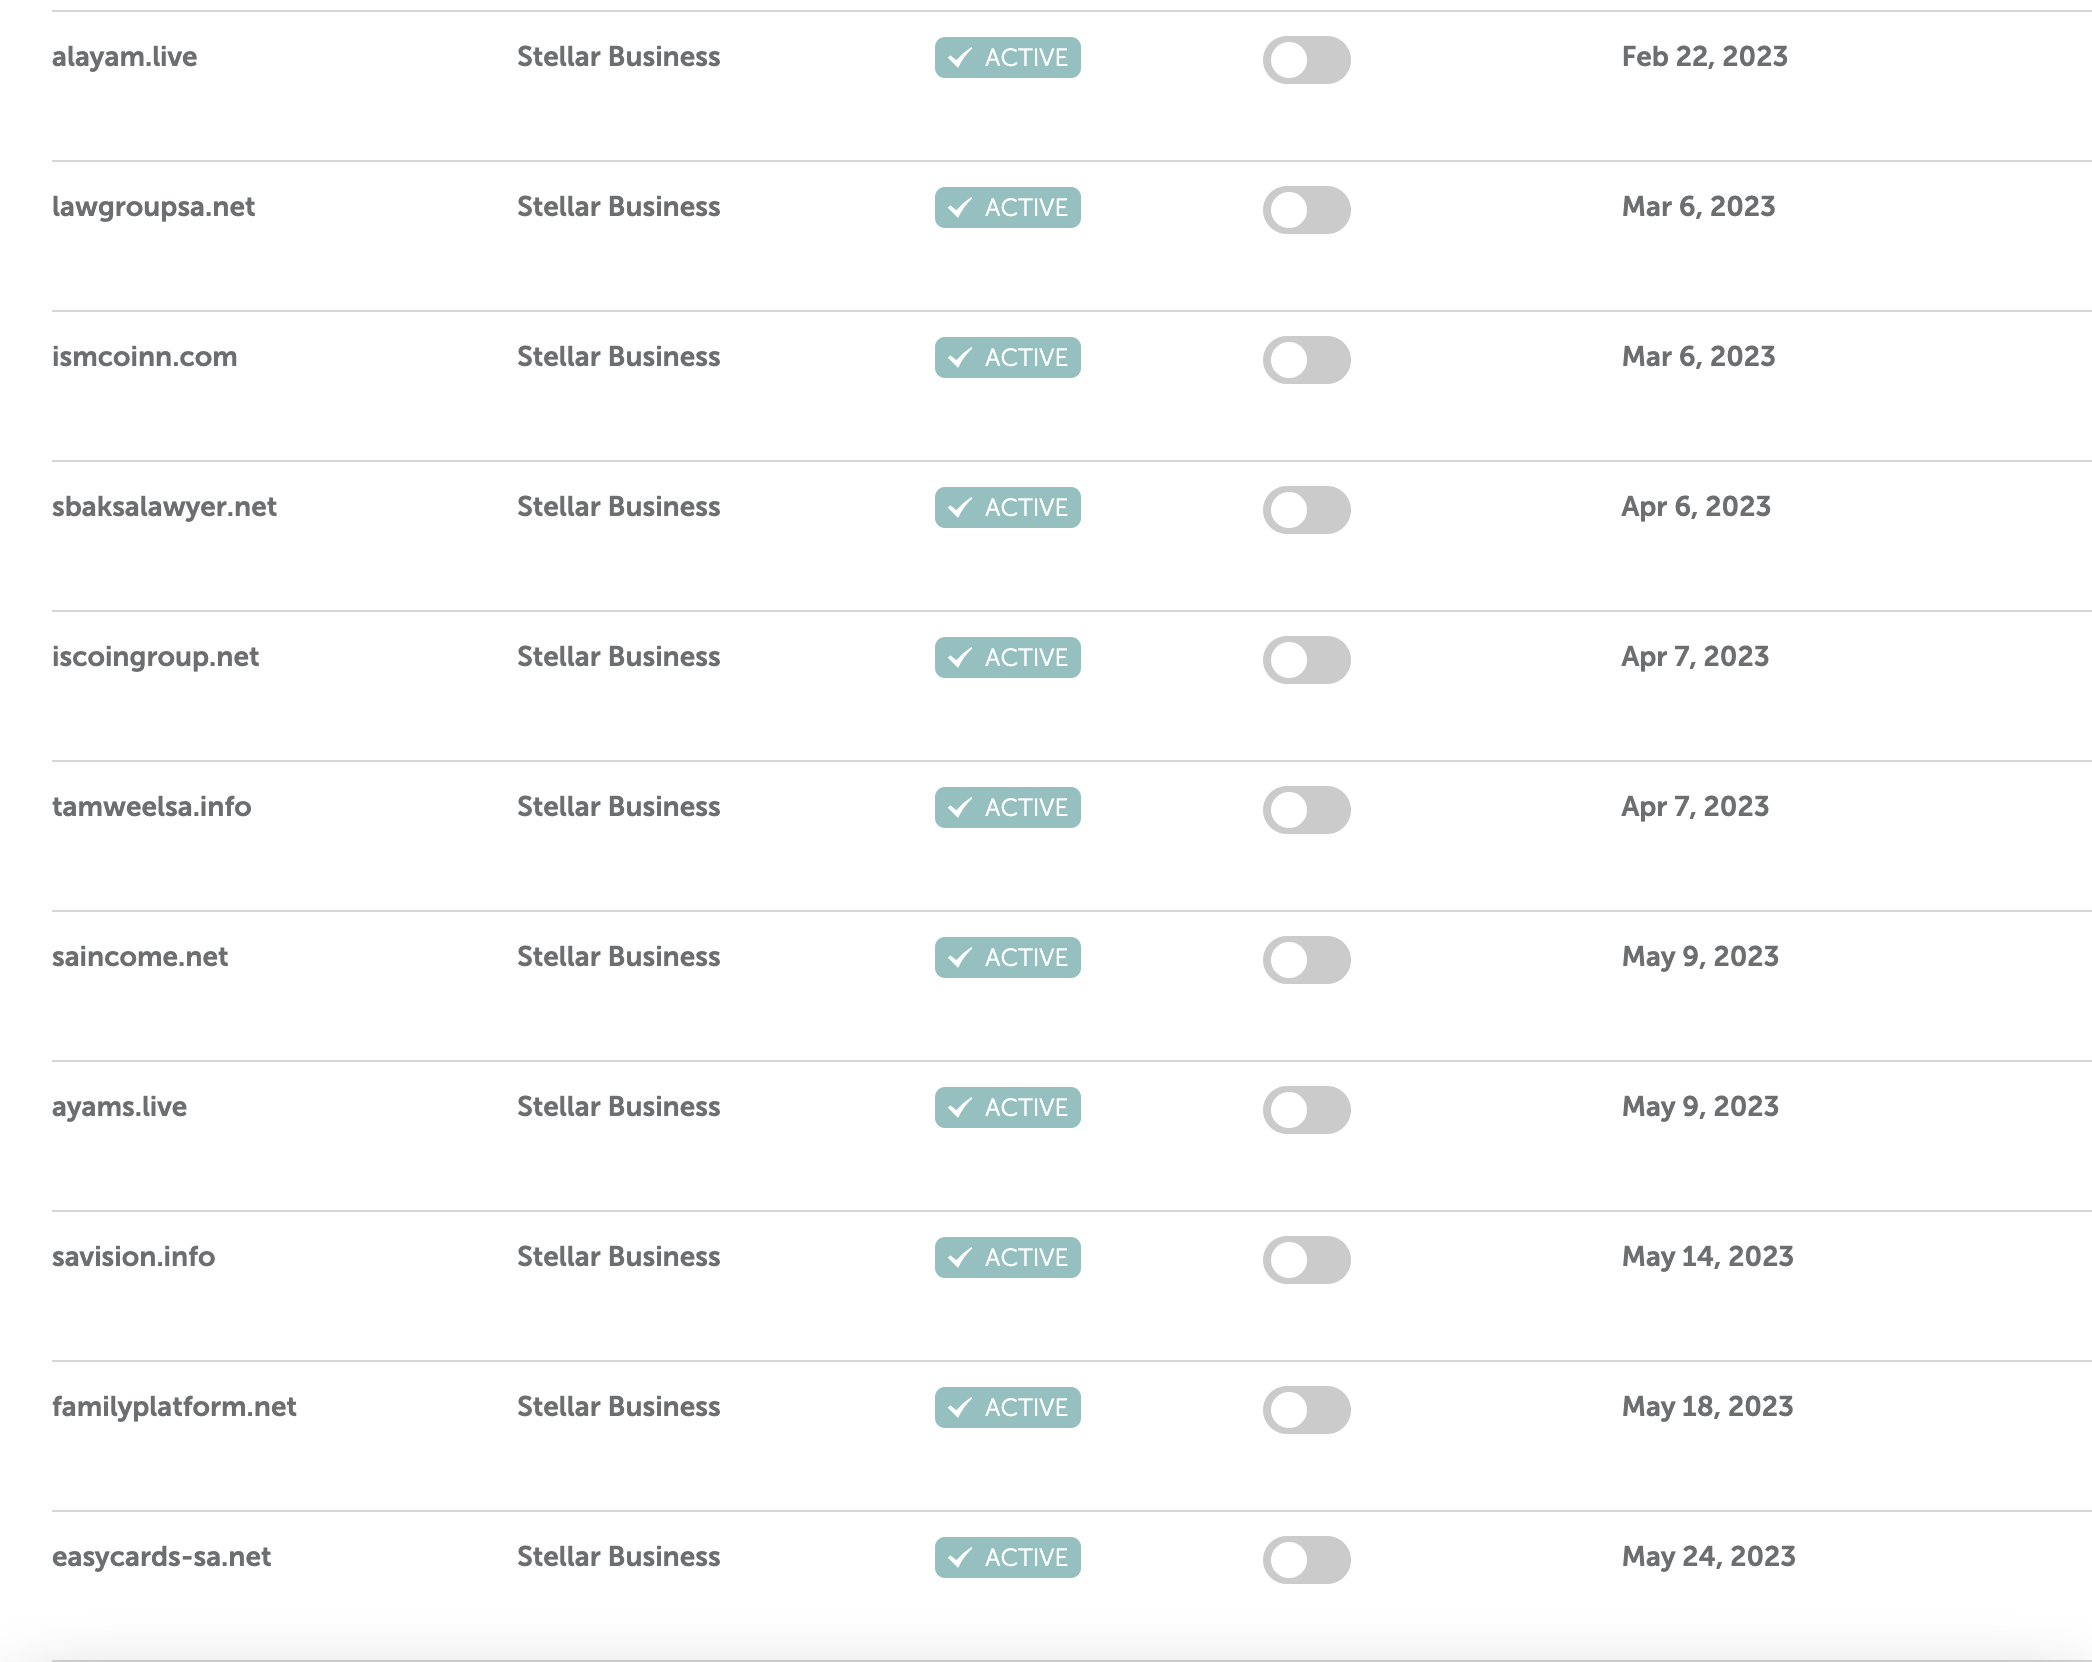 alayam.live Stellar Business ACTIVE Feb 22, 2023
lawgroupsa.net Stellar Business ACTIVE Mar 6, 2023
ismcoinn.com Stellar Business ACTIVE Mar 6, 2023
sbaksalawyer.net Stellar Business ACTIVE Apr 6, 2023
iscoingroup.net Stellar Business ACTIVE Apr 7, 2023
tamweelsa.info Stellar Business ACTIVE Apr 7, 2023
saincome.net Stellar Business ACTIVE May 9, 2023
ayams.live Stellar Business ACTIVE May 9, 2023
savision.info Stellar Business ACTIVE May 14, 2023
familyplatform.net Stellar Business ACTIVE May 18, 2023
easycards-sa.net Stellar Business ACTIVE May 24, 2023